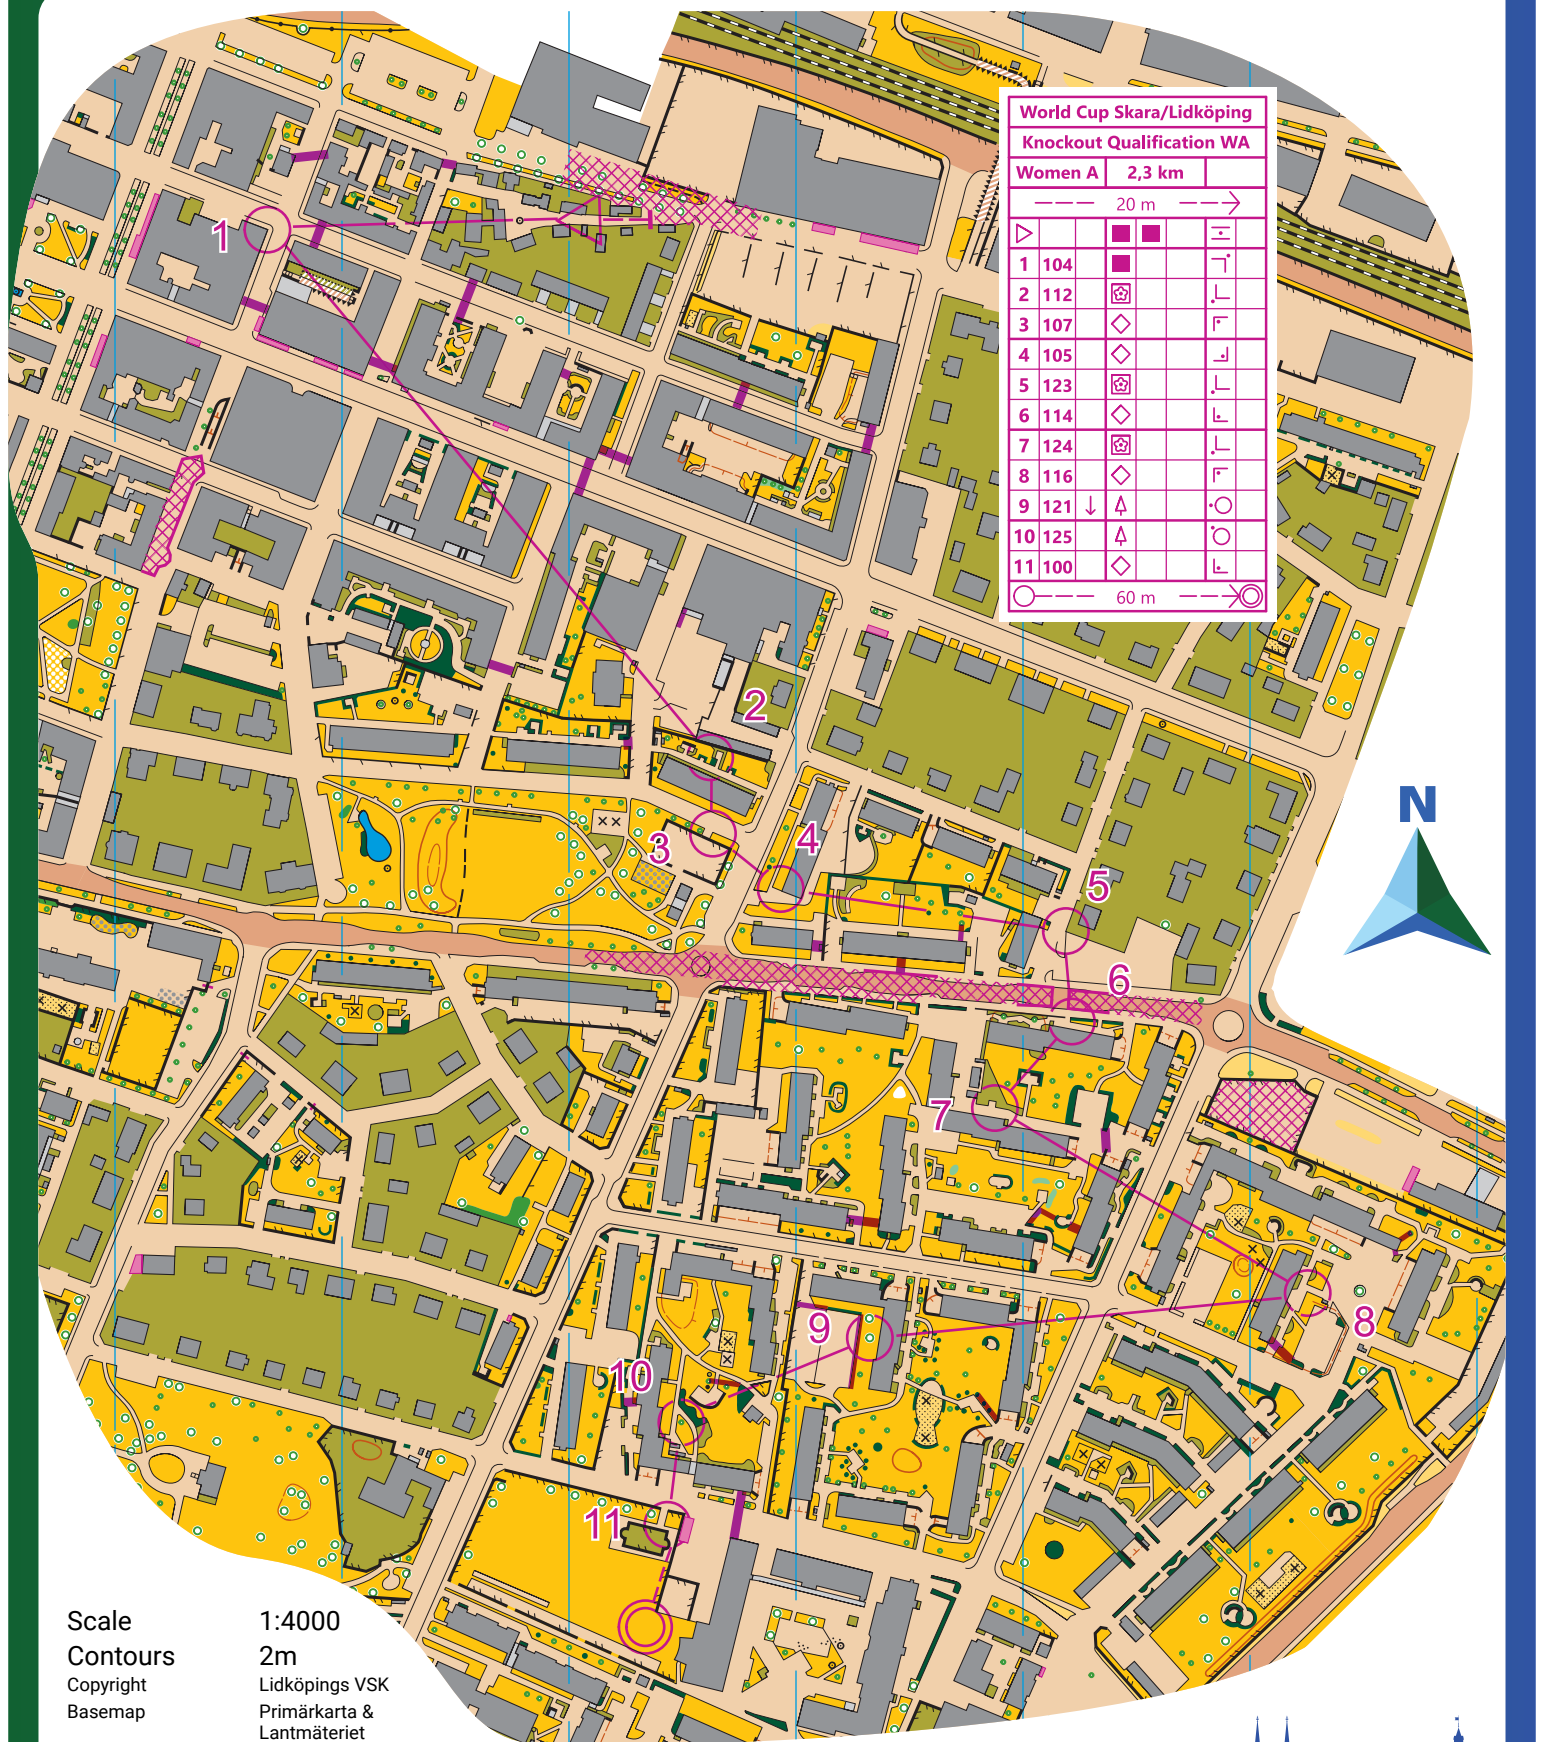 World Cup Skara/Lidköping
Knockout Qualification WA
Women A 2,3 km
20 m
1 104
2 112
3 107
4 105
5 123
6 114
7 124
8 116
9 121
10 125
11 100
60 m
1
2
3
4
5
6
7
8
9
10
11
N
Scale 1:4000
Contours 2m
Copyright Lidköpings VSK
Basemap Primärkarta &
Lantmäteriet